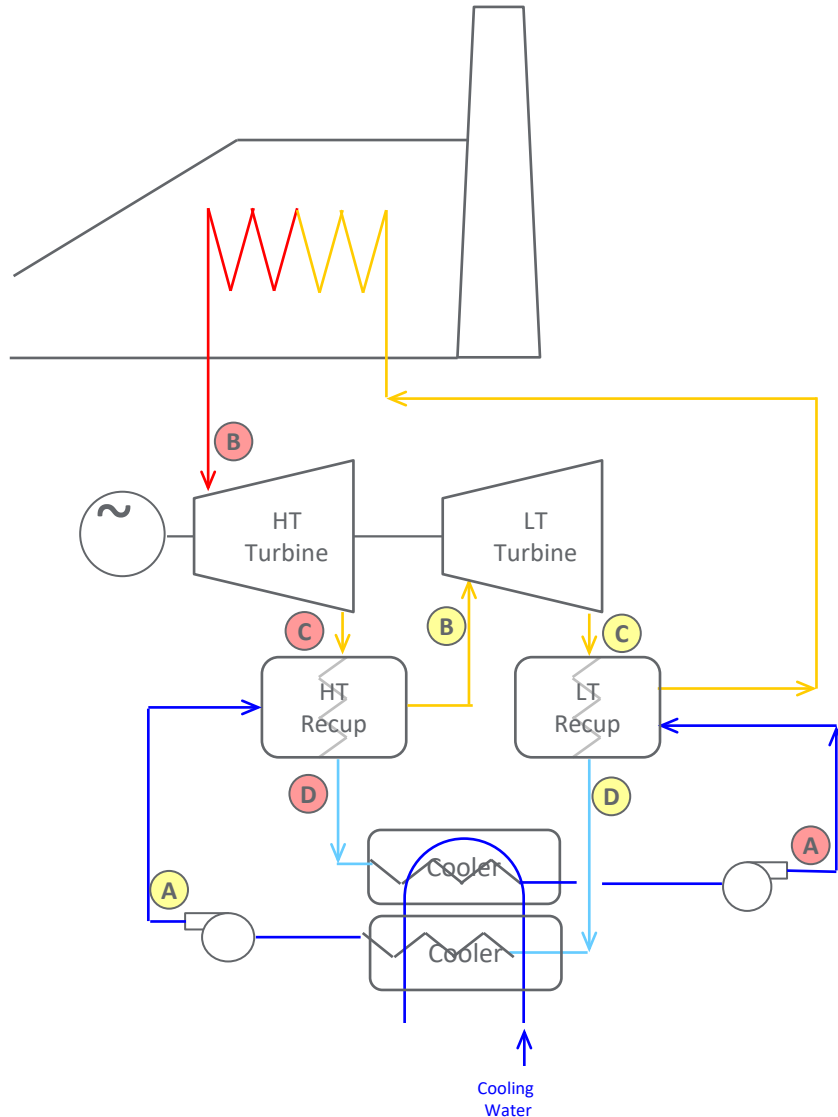 B
~
HT
Turbine
LT
Turbine
C
B
C
HT
Recup
LT
Recup
D
D
Cooler
A
A
Cooler
Cooling
Water